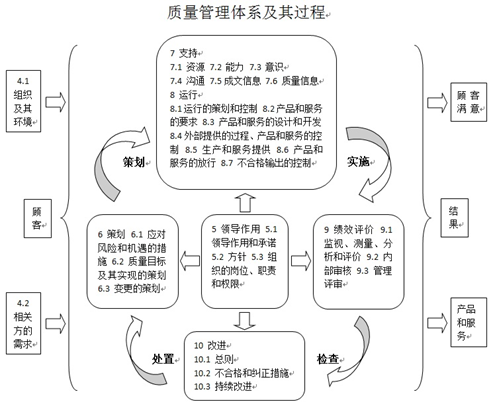 质量管理体系及其过程
4.1
组织
及其
环境
顾
客
4.2
相关
方的
需求
7 支持
7.1 资源 7.2 能力 7.3 意识
7.4 沟通 7.5 成文信息 7.6 质量信息
8 运行
8.1运行的策划和控制 8.2产品和服务
的要求 8.3 产品和服务的设计和开发
8.4外部提供的过程、产品和服务的控
制 8.5 生产和服务提供 8.6 产品和
服务的放行 8.7 不合格输出的控制
策划
实施
6 策划 6.1 应对
风险和机遇的
措施 6.2 质量目标
及其实现的策划
6.3 变更的策划
5 领导作用 5.1
领导作用和承诺
5.2 方针 5.3 组
织的岗位、职责
和权限
9 绩效评价 9.1
监视、测量、分
析和评价 9.2 内
部审核 9.3 管理
评审
处置
检查
10 改进
10.1 总则
10.2 不合格和纠正措施
10.3 持续改进
顾 客
满 意
结
果
产品
和服
务